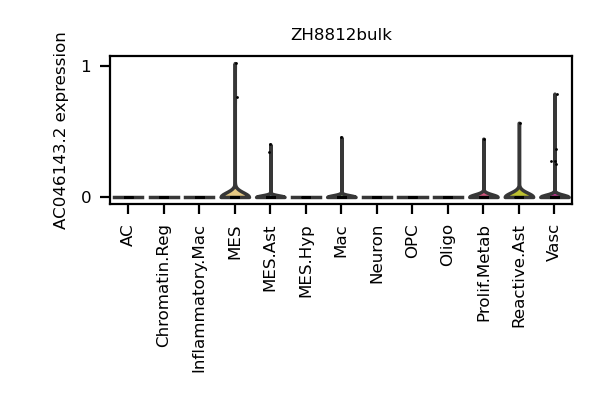 ZH8812bulk
AC046143.2 expression
1
0
AC
Chromatin.Reg
Inflammatory.Mac
MES
MES.Ast
MES.Hyp
Mac
Neuron
OPC
Oligo
Prolif.Metab
Reactive.Ast
Vasc